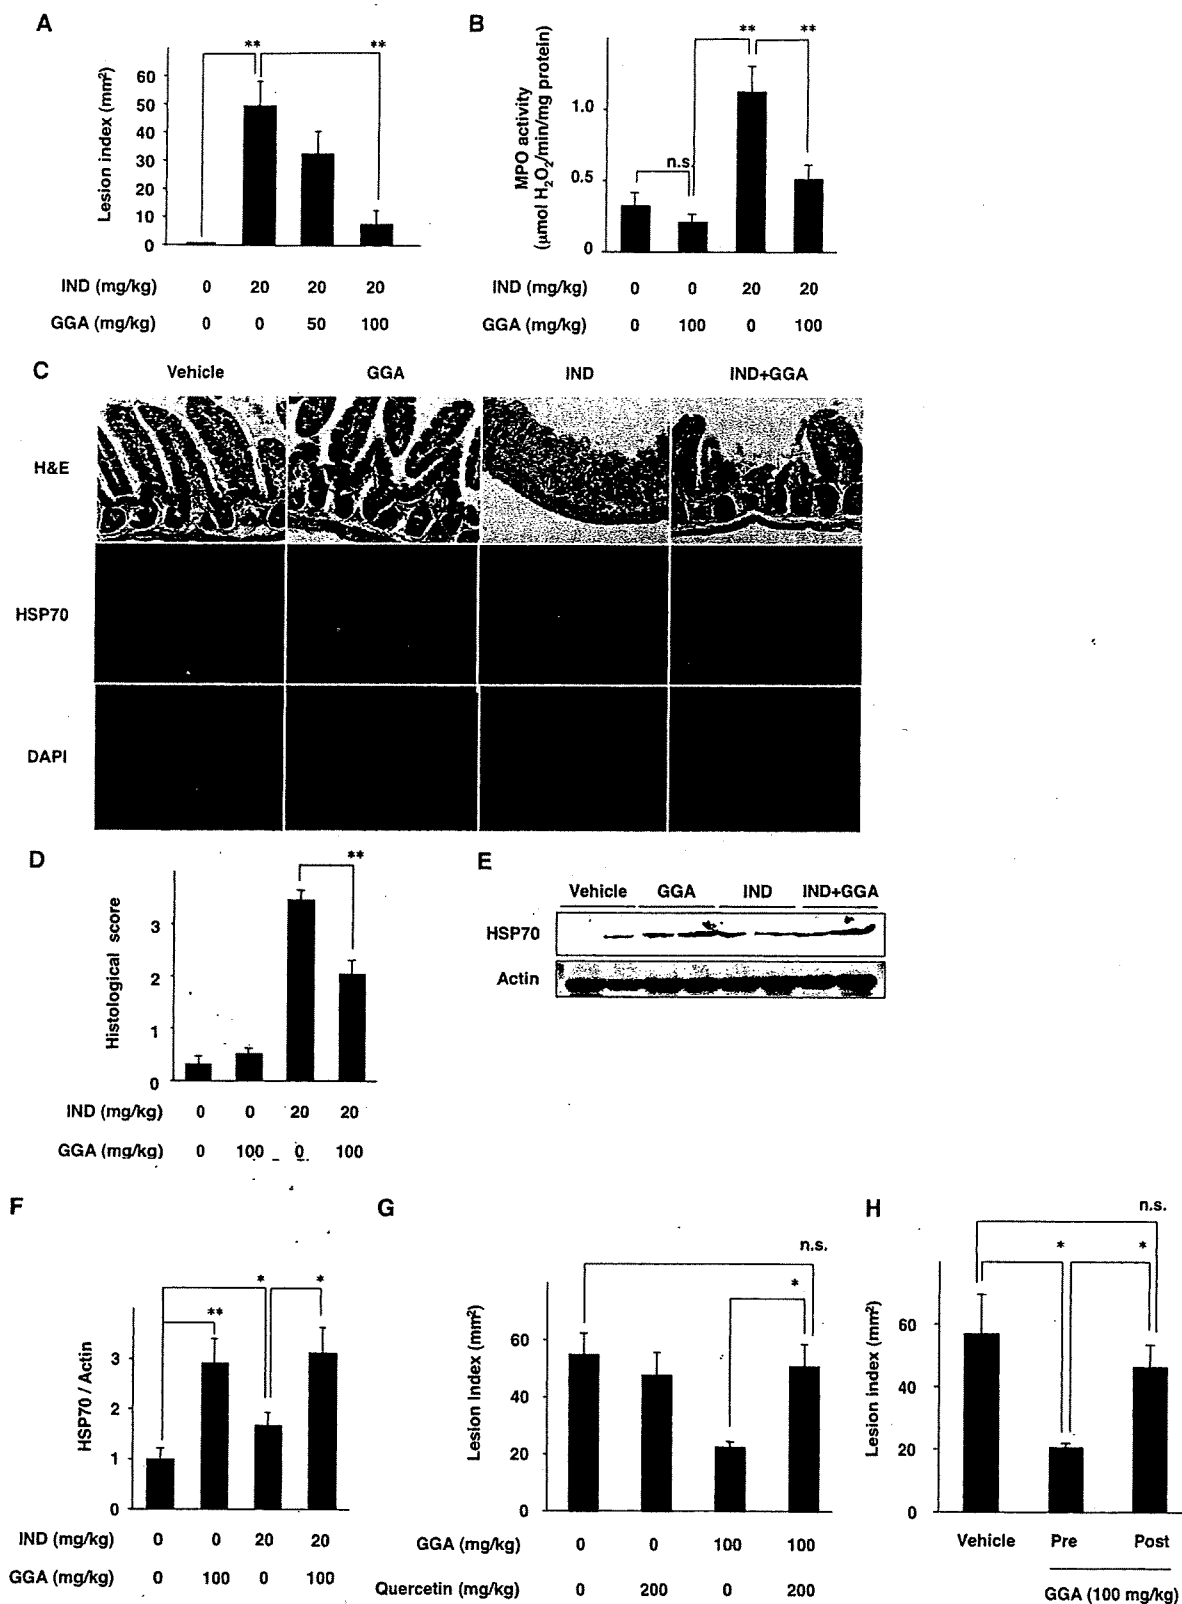 A
Lesion index (mm²)
60
50
40
30
20
10
0
**
**
IND (mg/kg) 0 20 20 20
GGA (mg/kg) 0 0 50 100
B
MPO activity
(μmol H₂O₂/min/mg protein)
1.0
0.5
0
n.s
**
**
IND (mg/kg) 0 0 20 20
GGA (mg/kg) 0 100 0 100
C
Vehicle GGA IND IND+GGA
H&E
HSP70
DAPI
D
Histological score
3
2
1
0
**
IND (mg/kg) 0 0 20 20
GGA (mg/kg) 0 100 0 100
E
Vehicle GGA IND IND+GGA
HSP70
Actin
F
HSP70 / Actin
3
2
1
0
**
*
*
IND (mg/kg) 0 0 20 20
GGA (mg/kg) 0 100 0 100
G
Lesion Index (mm²)
60
40
20
0
n.s.
*
GGA (mg/kg) 0 0 100 100
Quercetin (mg/kg) 0 200 0 200
H
Lesion index (mm²)
60
40
20
0
n.s.
*
*
Vehicle Pre Post
GGA (100 mg/kg)